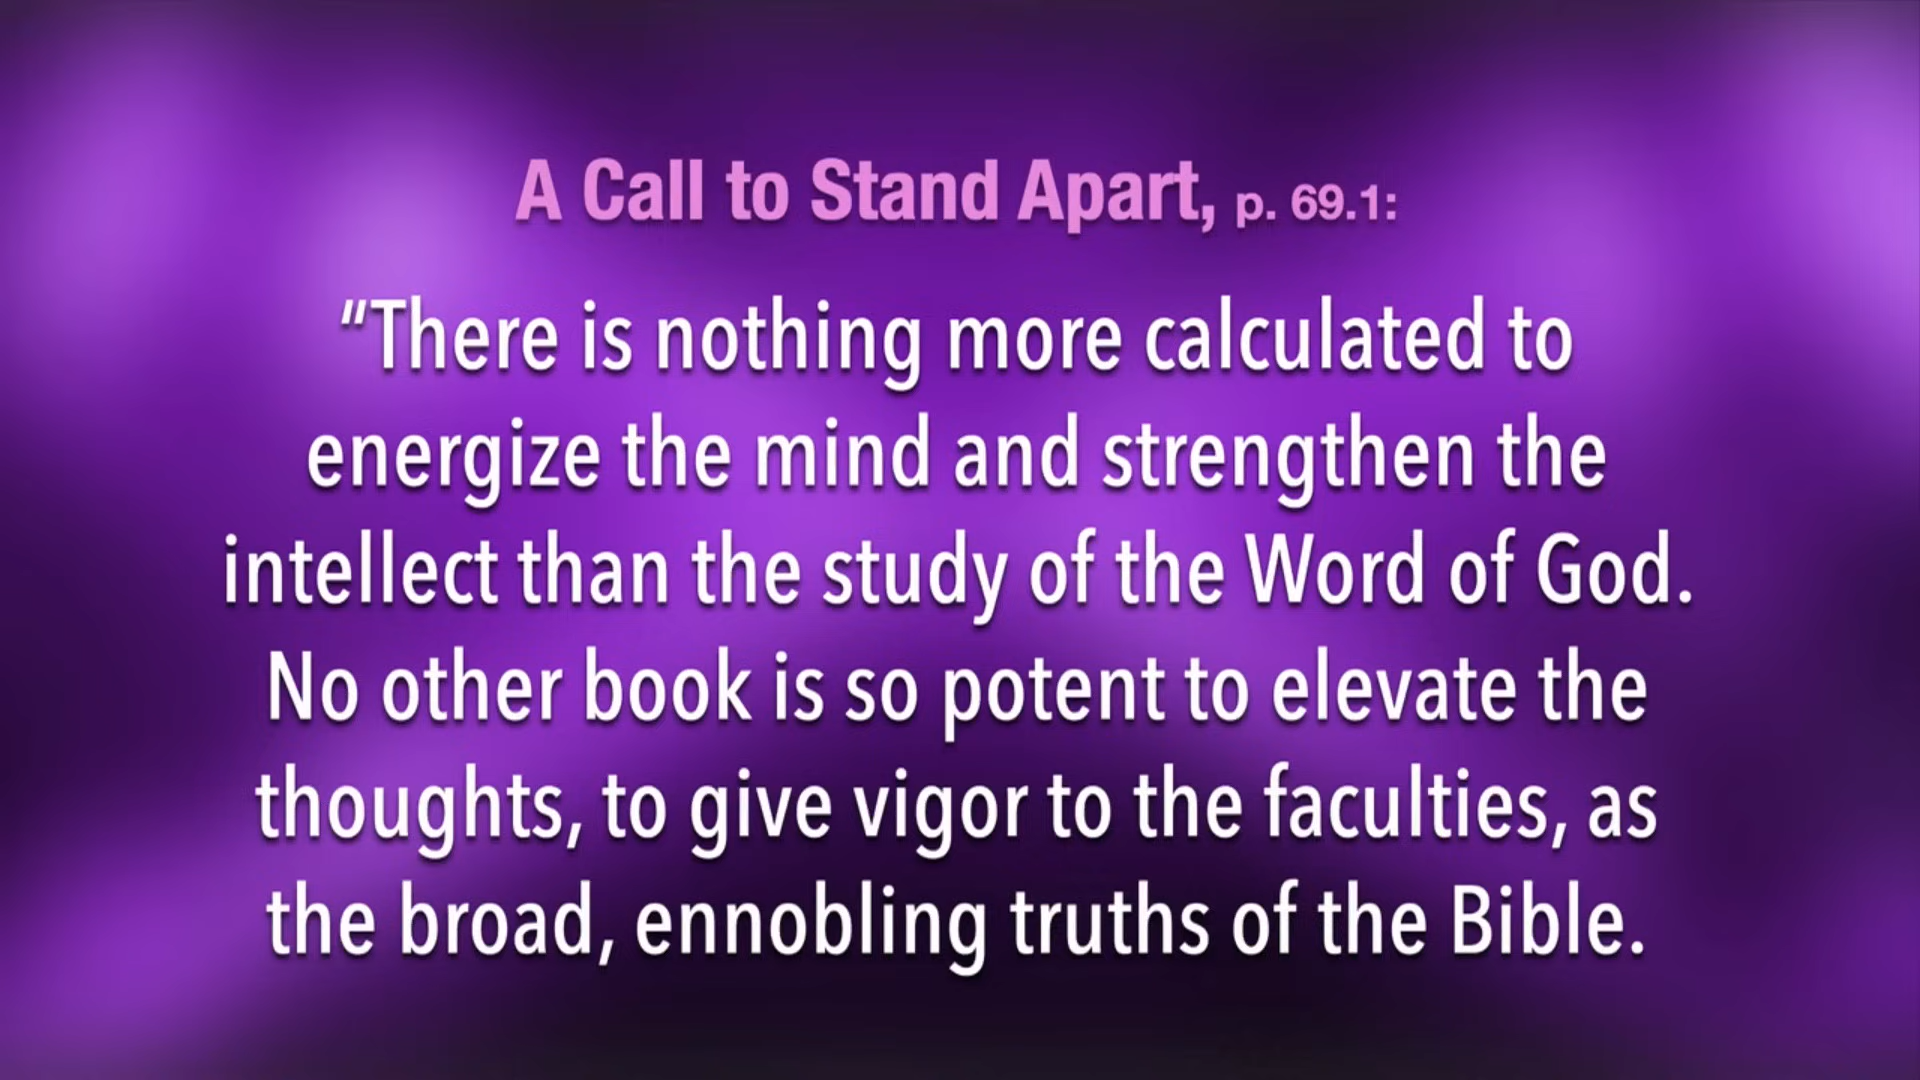 A Call to Stand Apart, p. 69.1:
“There is nothing more calculated to
energize the mind and strengthen the
intellect than the study of the Word of God.
No other book is so potent to elevate the
thoughts, to give vigor to the faculties, as
the broad, ennobling truths of the Bible.